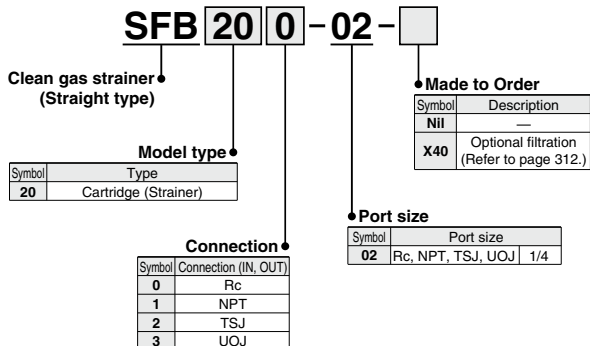 SFB 20 0 - 02 -
Clean gas strainer
(Straight type)
Made to Order
Symbol Description
Nil —
X40 Optional filtration
(Refer to page 312.)
Model type
Symbol Type
20 Cartridge (Strainer)
Port size
Symbol Port size
02 Rc, NPT, TSJ, UOJ 1/4
Connection
Symbol Connection (IN, OUT)
0 Rc
1 NPT
2 TSJ
3 UOJ